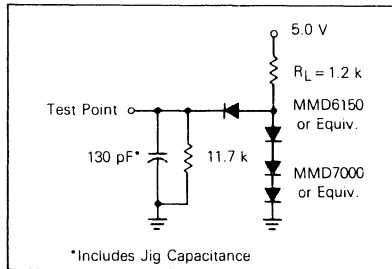 5.0 V
R_L = 1.2 k
Test Point
MMD6150
or Equiv.
130 pF*
11.7 k
MMD7000
or Equiv.
*Includes Jig Capacitance